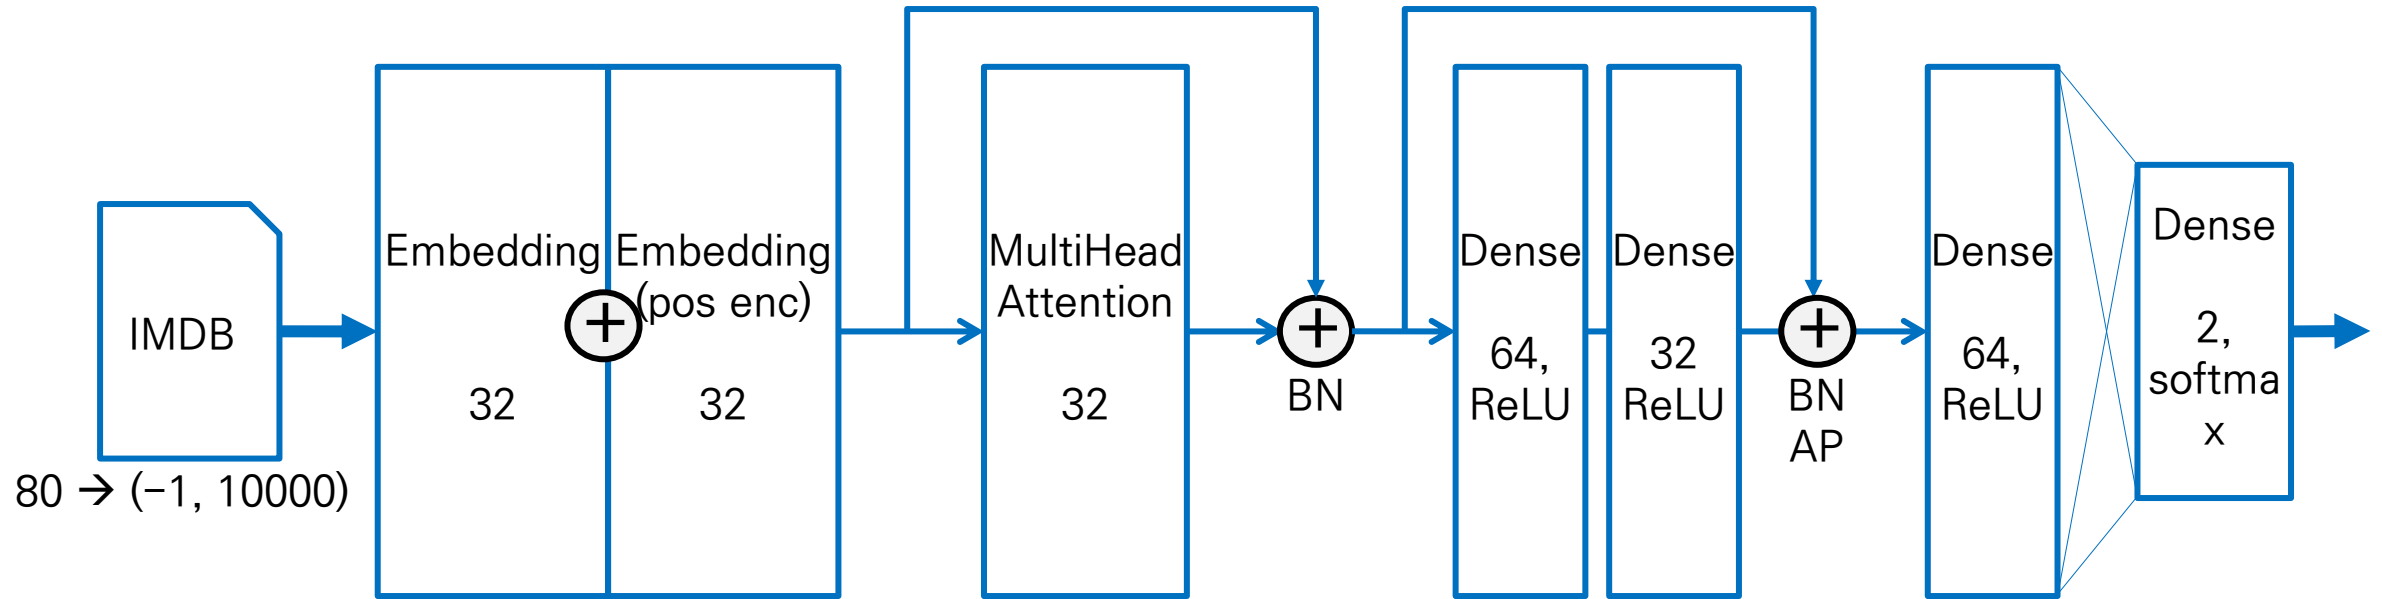 IMDB
80 → (−1, 10000)
Embedding
32
+
Embedding
(pos enc)
32
MultiHead
Attention
32
+
BN
Dense
64,
ReLU
Dense
32
ReLU
+
BN
AP
Dense
64,
ReLU
Dense
2,
softma
x